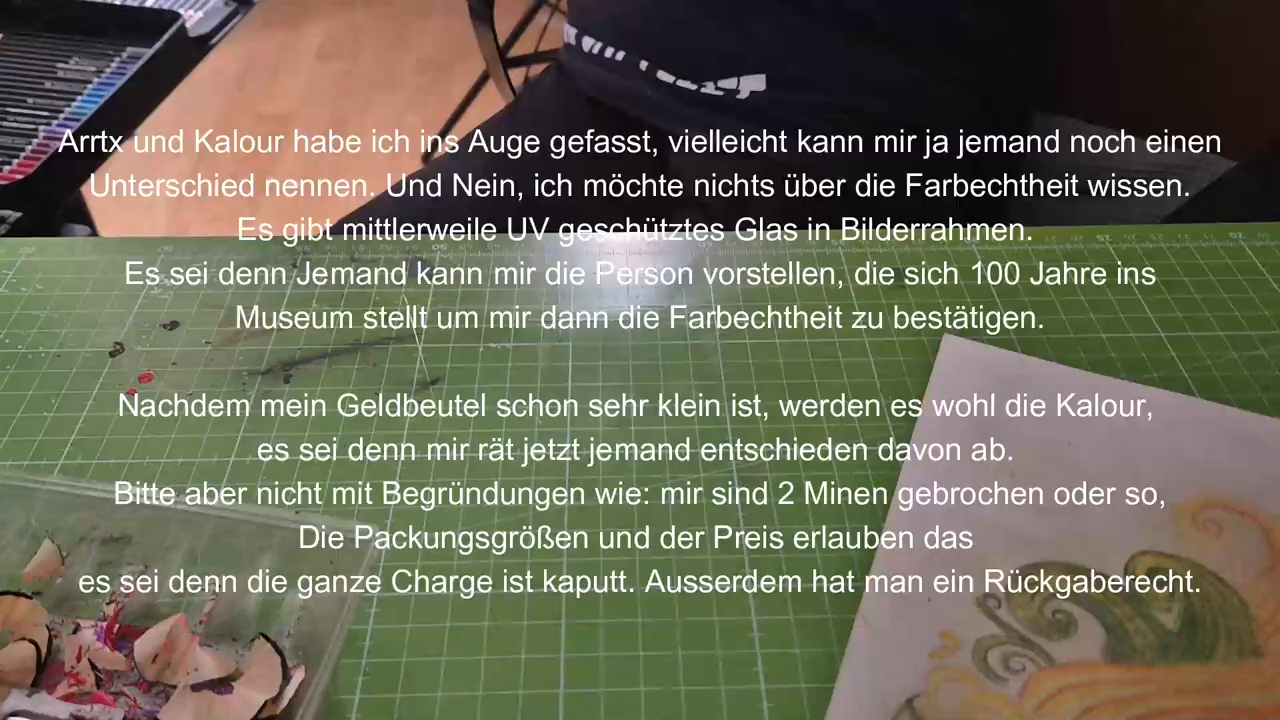 Arrtx und Kalour habe ich ins Auge gefasst, vielleicht kann mir ja jemand noch einen
Unterschied nennen. Und Nein, ich möchte nichts über die Farbechtheit wissen.
Es gibt mittlerweile UV geschütztes Glas in Bilderrahmen.
Es sei denn Jemand kann mir die Person vorstellen, die sich 100 Jahre ins
Museum stellt um mir dann die Farbechtheit zu bestätigen.
Nachdem mein Geldbeutel schon sehr klein ist, werden es wohl die Kalour,
es sei denn mir rät jetzt jemand entschieden davon ab.
Bitte aber nicht mit Begründungen wie: mir sind 2 Minen gebrochen oder so,
Die Packungsgrößen und der Preis erlauben das
es sei denn die ganze Charge ist kaputt. Ausserdem hat man ein Rückgaberecht.